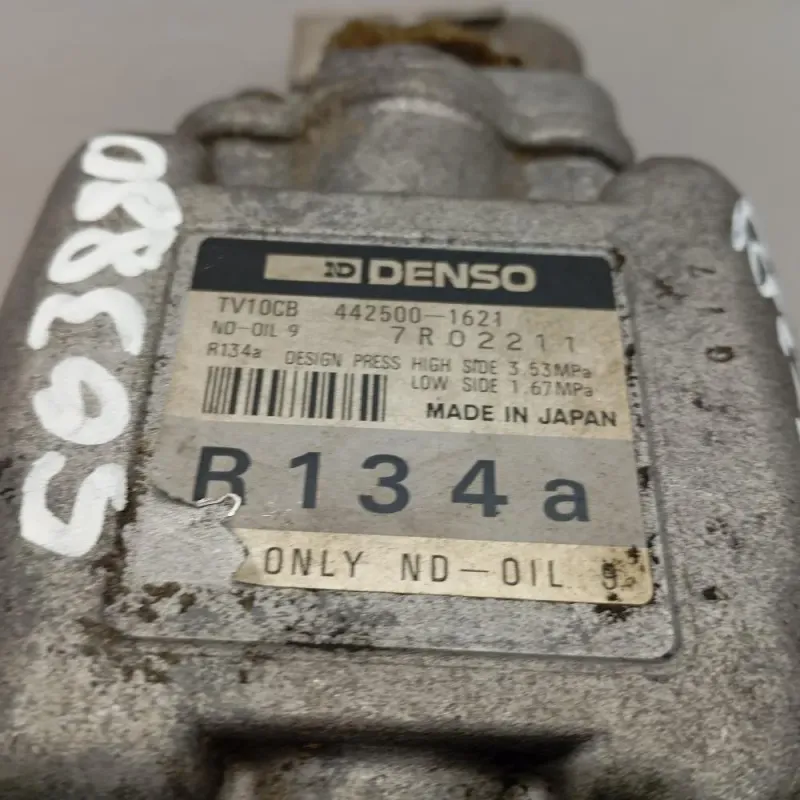 ND DENSO
TV10CB 442500-1621
ND-OIL 9 7R02211
R134a DESIGN PRESS HIGH SIDE 3.53MPa
LOW SIDE 1.67MPa
MADE IN JAPAN
R134a
ONLY ND-OIL 9